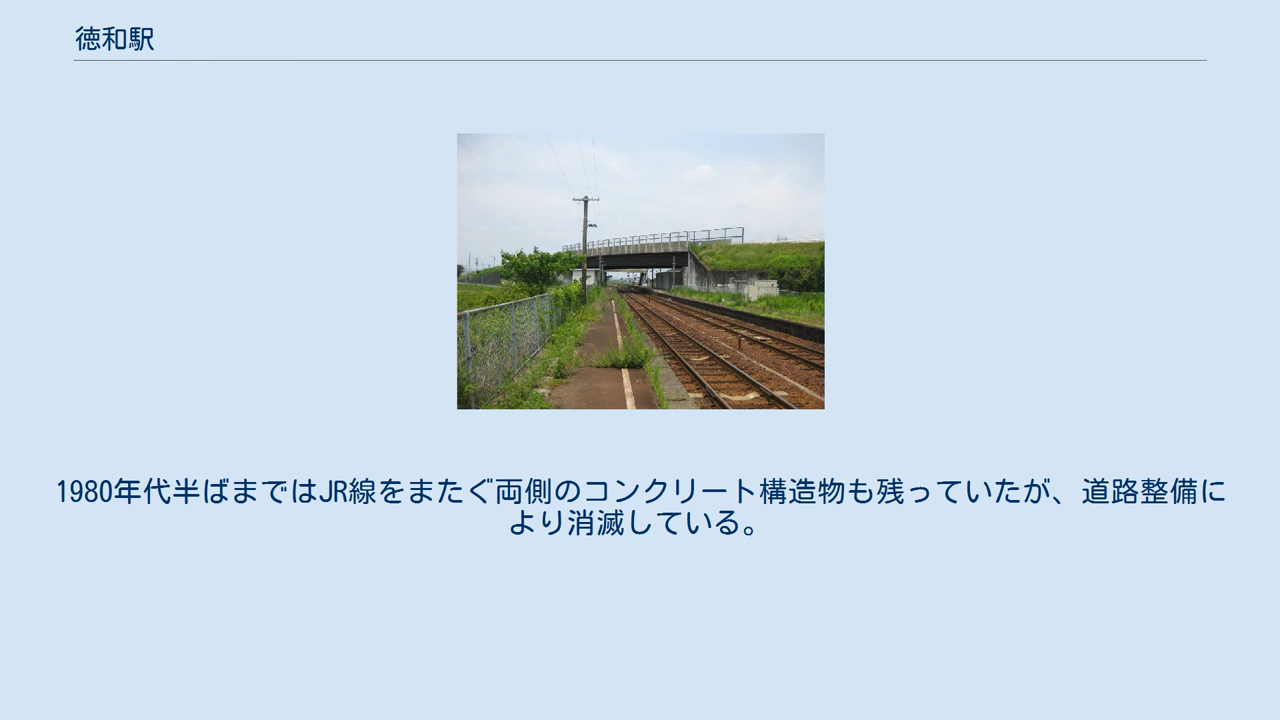 徳和駅
1980年代半ばまではJR線をまたぐ両側のコンクリート構造物も残っていたが、道路整備に
より消滅している。